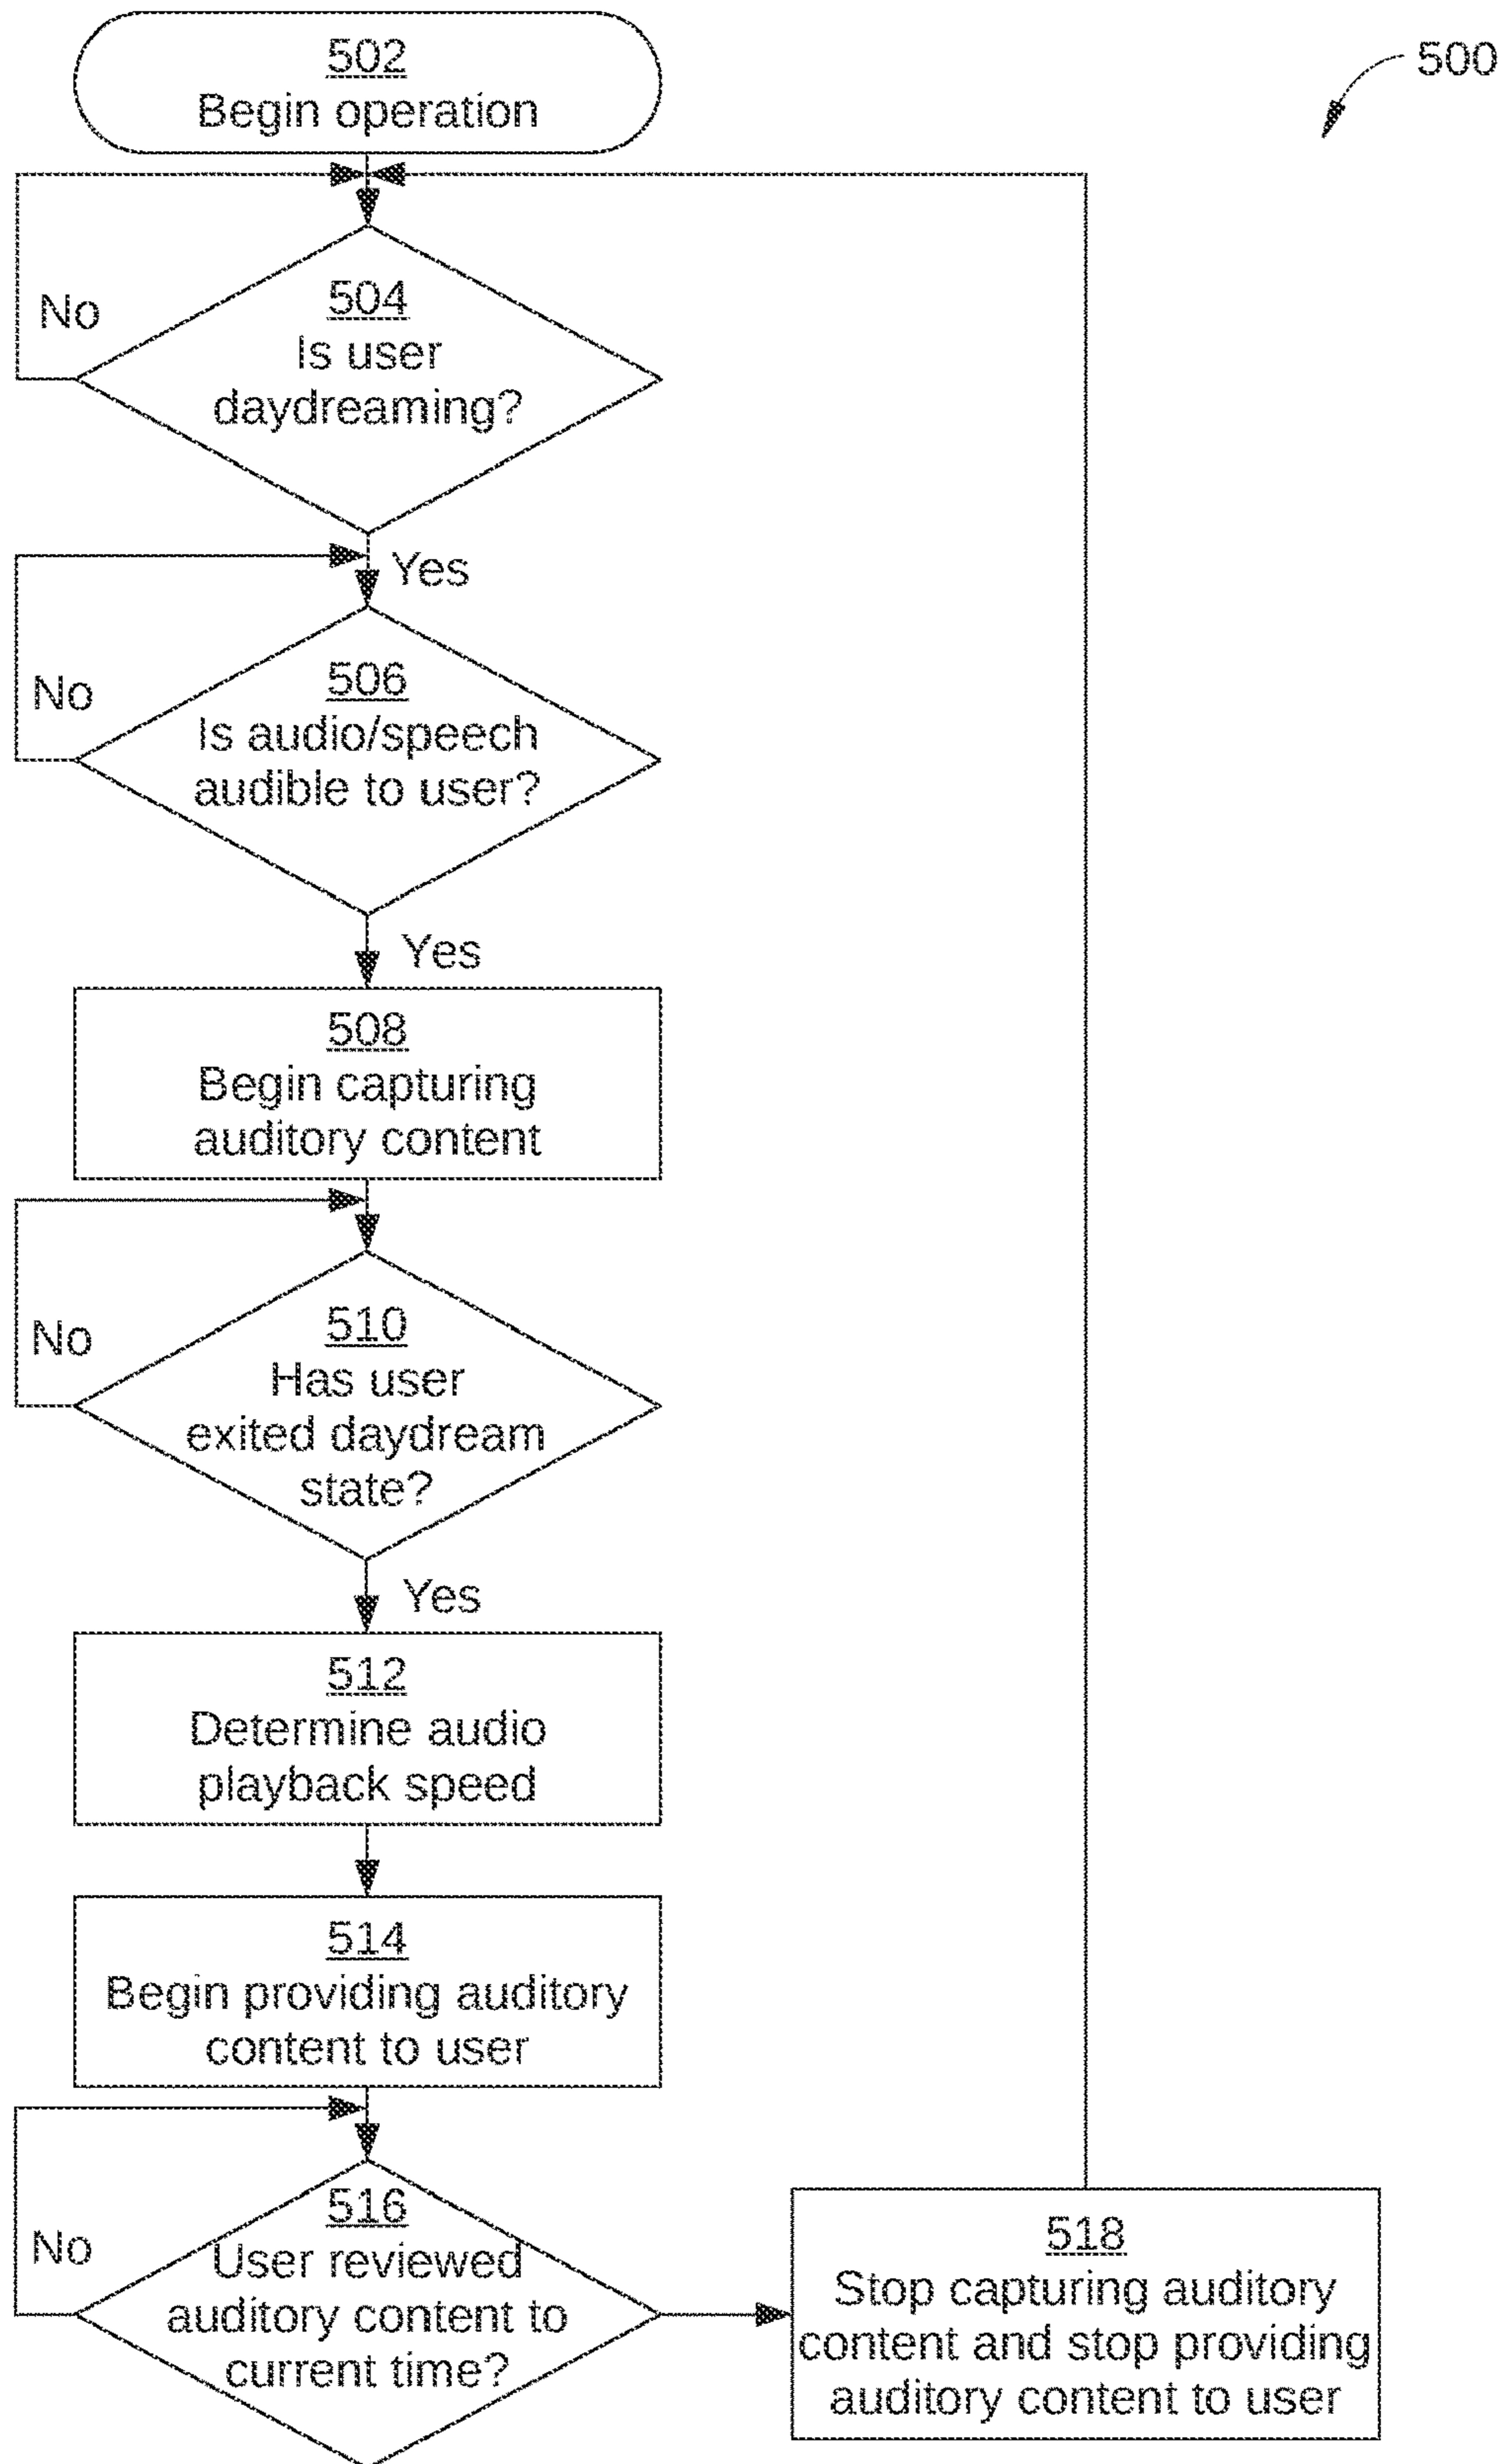 500
502
Begin operation
504
Is user
daydreaming?
No
Yes
506
Is audio/speech
audible to user?
No
Yes
508
Begin capturing
auditory content
510
Has user
exited daydream
state?
No
Yes
512
Determine audio
playback speed
514
Begin providing auditory
content to user
516
User reviewed
auditory content to
current time?
No
518
Stop capturing auditory
content and stop providing
auditory content to user